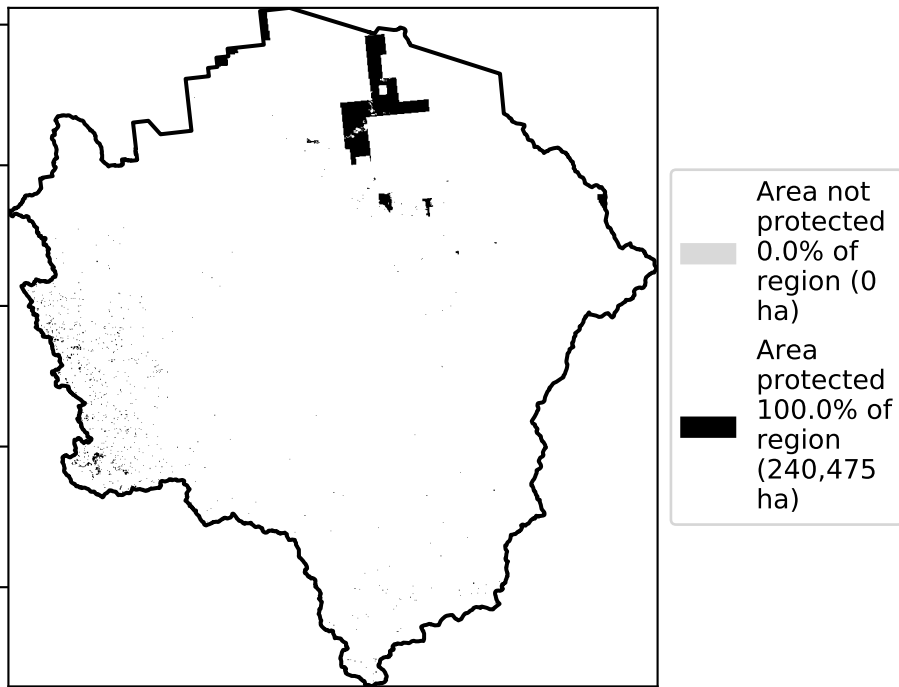 Area not
protected
0.0% of
region (0
ha)
Area
protected
100.0% of
region
(240,475
ha)